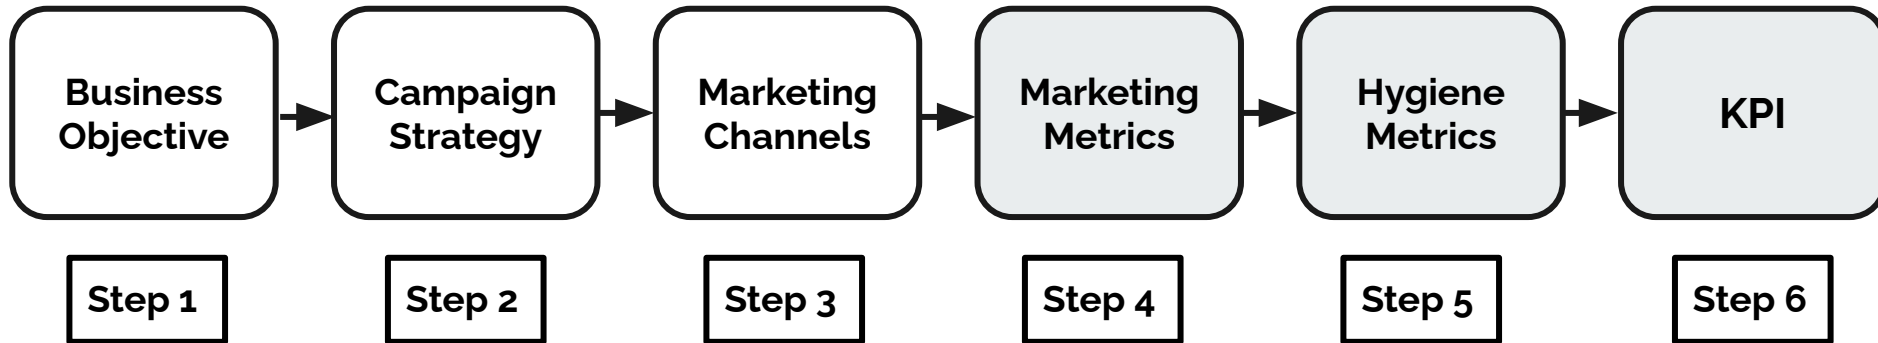 Business
Objective
Campaign
Strategy
Marketing
Channels
Marketing
Metrics
Hygiene
Metrics
KPI
Step 1
Step 2
Step 3
Step 4
Step 5
Step 6